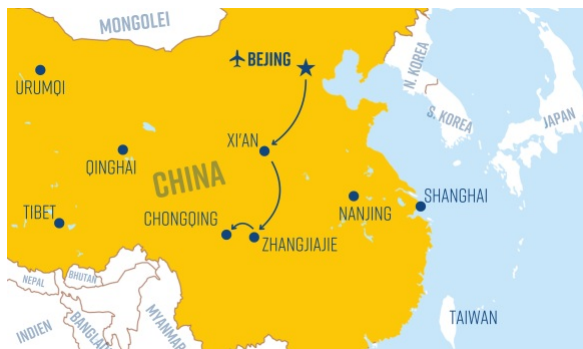 MONGOLEI
BEJING
N. KOREA
URUMQI
S. KOREA
JAPAN
XI'AN
QINGHAI
CHINA
TIBET
CHONGQING
NANJING
SHANGHAI
ZHANGJIAJIE
NEPAL
BHUTAN
INDIEN
BANGLAD
MYANMAR
TAIWAN